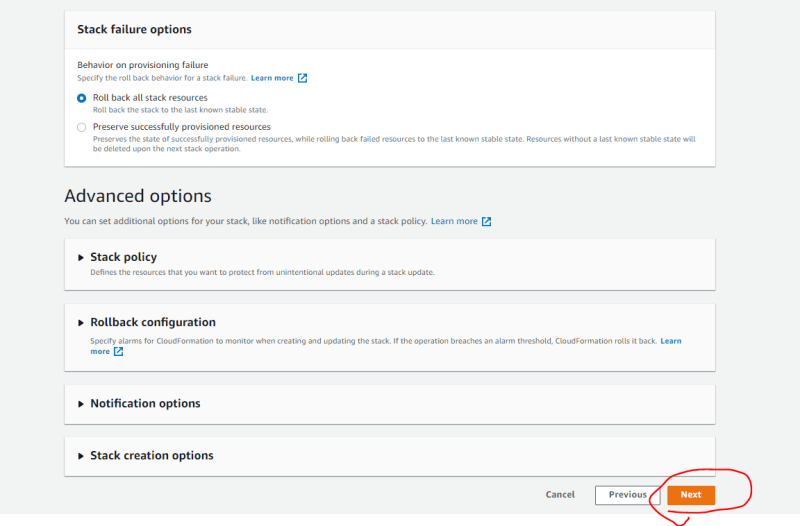 Stack failure options
Behavior on provisioning failure
Specify the roll back behavior for a stack failure. Learn more
Roll back all stack resources
Roll back the stack to the last known stable state.
Preserve successfully provisioned resources
Preserves the state of successfully provisioned resources, while rolling back failed resources to the last known stable state. Resources without a last known stable state will
be deleted upon the next stack operation.
Advanced options
You can set additional options for your stack, like notification options and a stack policy. Learn more
Stack policy
Defines the resources that you want to protect from unintentional updates during a stack update.
Rollback configuration
Specify alarms for CloudFormation to monitor when creating and updating the stack. If the operation breaches an alarm threshold, CloudFormation rolls it back. Learn
more
Notification options
Stack creation options
Cancel Previous Next